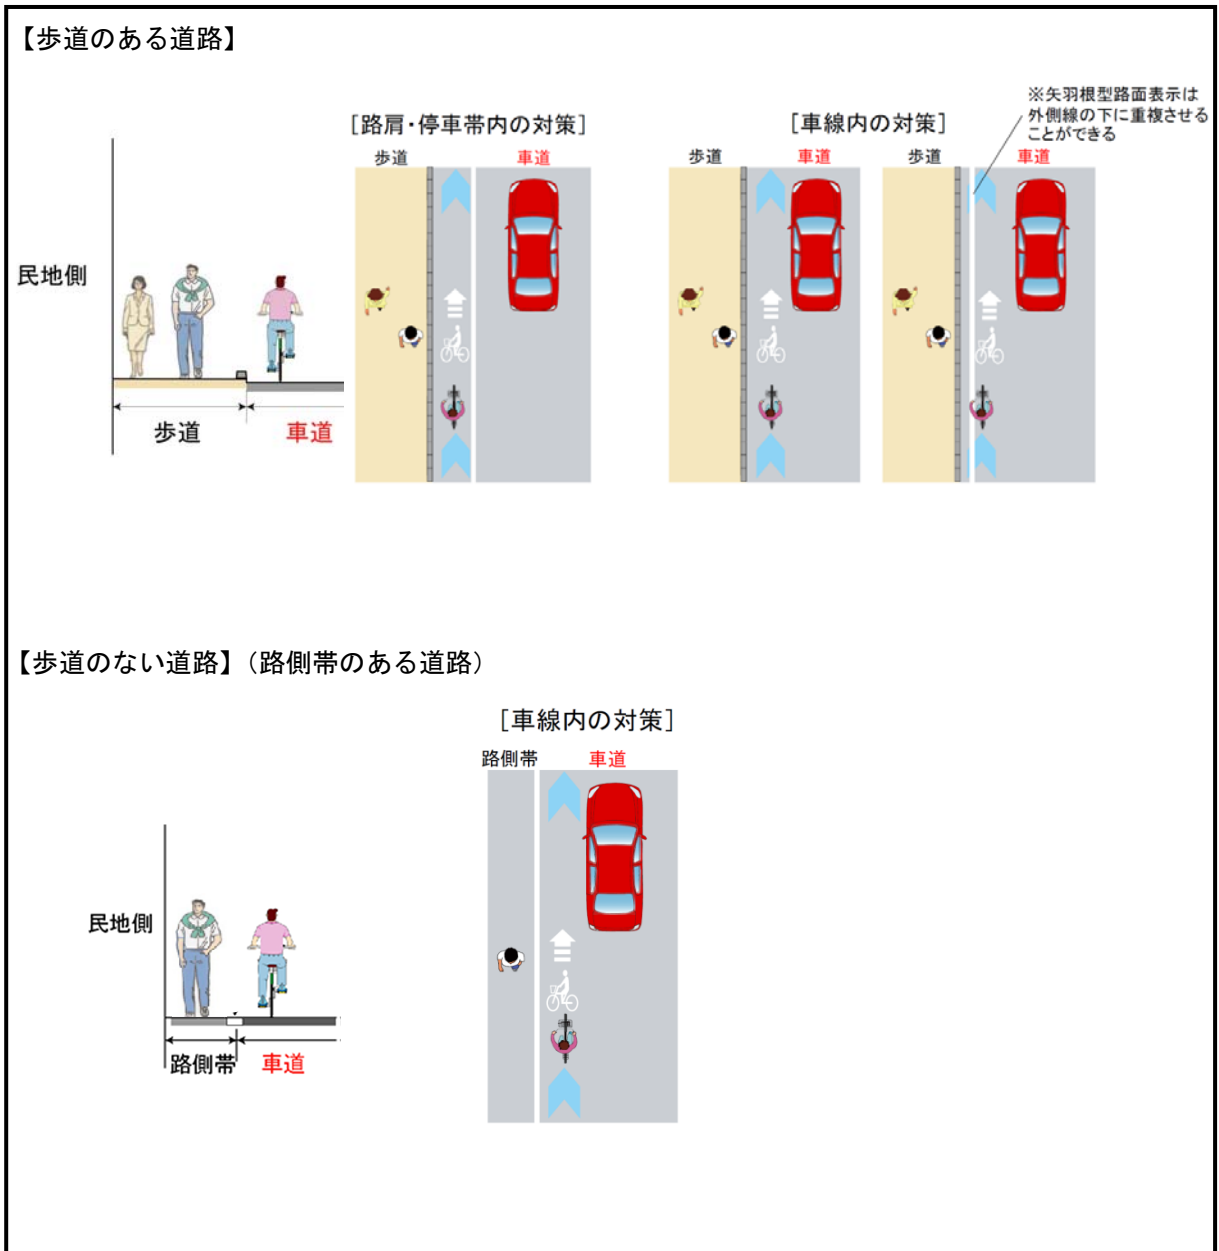 【歩道のある道路】
[路肩・停車帯内の対策]
[車線内の対策]
※矢羽根型路面表示は
外側線の下に重複させる
ことができる
歩道
車道
歩道
車道
歩道
車道
民地側
歩道
車道
【歩道のない道路】（路側帯のある道路）
[車線内の対策]
路側帯
車道
民地側
路側帯
車道